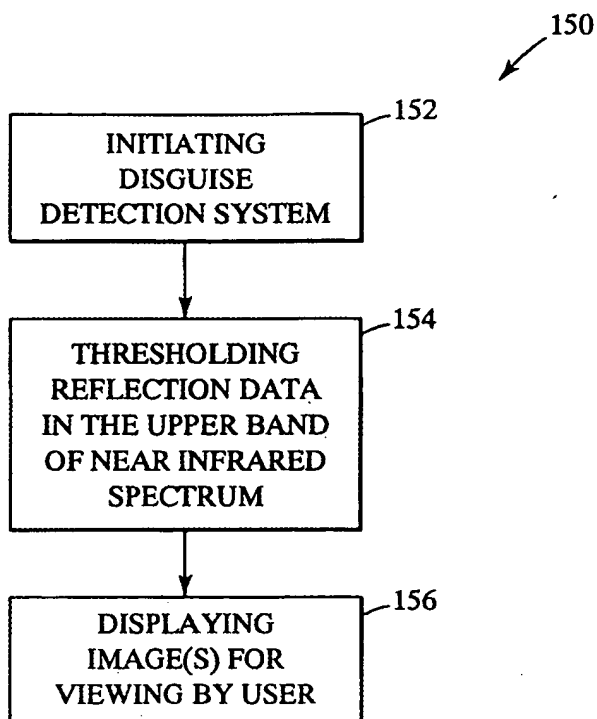 150
152
INITIATING
DISGUISE
DETECTION SYSTEM
154
THRESHOLDING
REFLECTION DATA
IN THE UPPER BAND
OF NEAR INFRARED
SPECTRUM
156
DISPLAYING
IMAGE(S) FOR
VIEWING BY USER